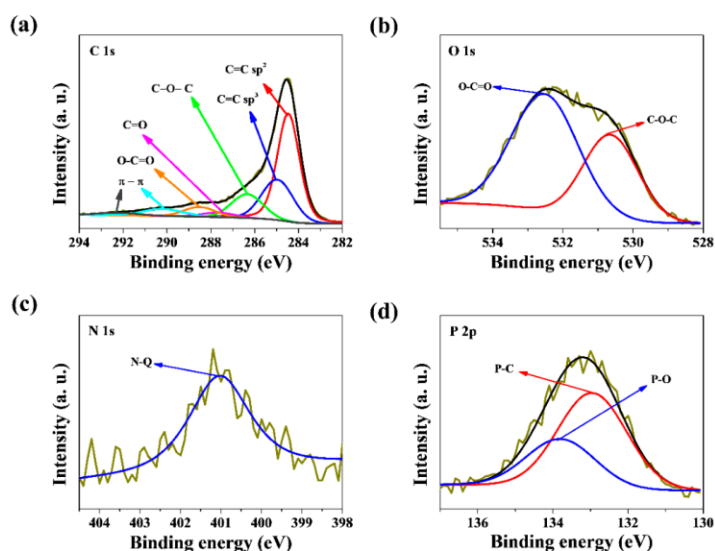 (a)
C 1s
C=C sp2
C–O– C
C=C sp3
C=O
O-C=O
π – π
Intensity (a. u.)
294 292 290 288 286 284 282
Binding energy (eV)
(b)
O 1s
O-C=O
C-O-C
Intensity (a. u.)
534 532 531 530 528
Binding energy (eV)
(c)
N 1s
N-Q
Intensity (a. u.)
404 403 402 401 400 399 398
Binding energy (eV)
(d)
P 2p
P-C
P-O
Intensity (a. u.)
136 134 133 132 130
Binding energy (eV)